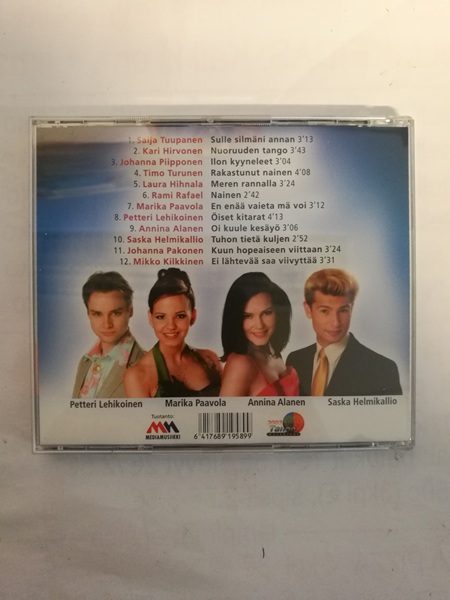 1. Saija Tuupanen Sulle silmäni annan 3'13
2. Kari Hirvonen Nuoruuden tango 3'43
3. Johanna Piipponen Ilon kyyneleet 3'04
4. Timo Turunen Rakastunut nainen 4'08
5. Laura Hihnala Meren rannalla 3'24
6. Rami Rafael Nainen 2'42
7. Marika Paavola En enää vaieta mä voi 3'12
8. Petteri Lehikoinen Öiset kitarat 4'13
9. Annina Alanen Oi kuule kesäyö 3'06
10. Saska Helmikallio Tuhon tietä kuljen 2'52
11. Johanna Pakonen Kuun hopeaiseen viittaan 3'24
12. Mikko Kilkkinen Ei lähtevää saa viivyttää 3'31
Petteri Lehikoinen Marika Paavola Annina Alanen Saska Helmikallio
Tuotanto:
MM
MEDIAMUSIIKKI
6 417689 195899